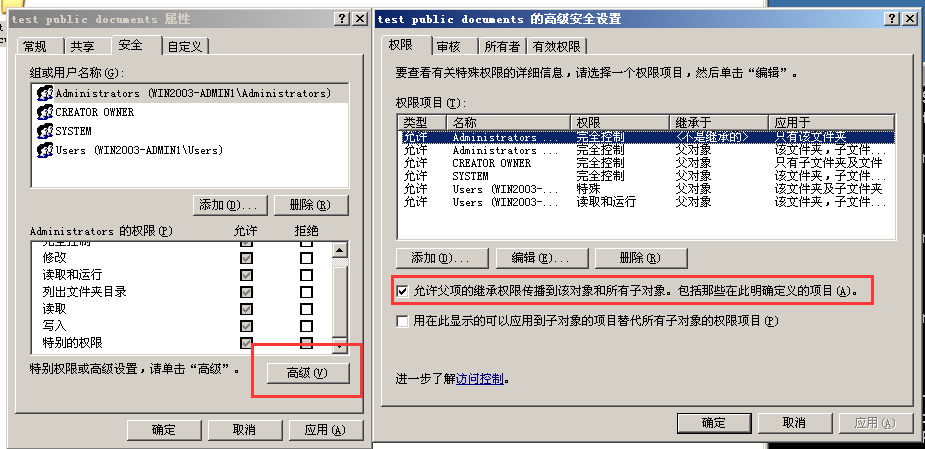 test public documents 属性
常规 共享 安全 自定义
组或用户名称(G):
Administrators (WIN2003-ADMIN1\Administrators)
CREATOR OWNER
SYSTEM
Users (WIN2003-ADMIN1\Users)
添加(D)... 删除(R)
Administrators 的权限(P) 允许 拒绝
完全控制
修改
读取和运行
列出文件夹目录
读取
写入
特别的权限
特别权限或高级设置，请单击“高级”。
高级(V)
确定 取消 应用(A)
test public documents 的高级安全设置
权限 审核 所有者 有效权限
要查看有关特殊权限的详细信息，请选择一个权限项目，然后单击“编辑”。
权限项目(T):
类型 名称 权限 继承于 应用于
允许 Administrators ... 完全控制 <不是继承的> 只有该文件夹
允许 Administrators ... 完全控制 父对象 该文件夹，子文件...
允许 CREATOR OWNER 完全控制 父对象 只有子文件夹及文件
允许 SYSTEM 完全控制 父对象 该文件夹，子文件...
允许 Users (WIN2003-... 特殊 父对象 该文件夹及子文件夹
允许 Users (WIN2003-... 读取和运行 父对象 该文件夹，子文件...
添加(D)... 编辑(E)... 删除(R)
允许父项的继承权限传播到该对象和所有子对象。包括那些在此明确定义的项目(A)。
用在此显示的可以应用到子对象的项目替代所有子对象的权限项目(P)
进一步了解访问控制。
确定 取消 应用(A)